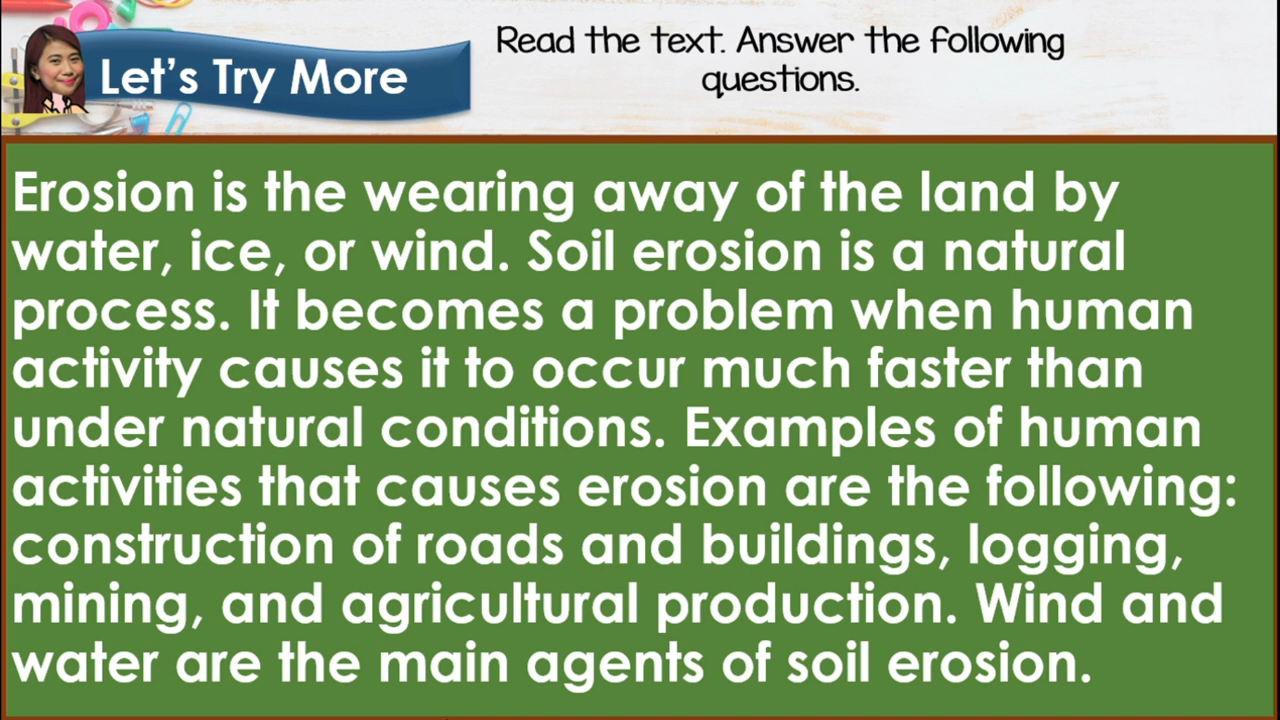 Let's Try More
Read the text. Answer the following
questions.
Erosion is the wearing away of the land by
water, ice, or wind. Soil erosion is a natural
process. It becomes a problem when human
activity causes it to occur much faster than
under natural conditions. Examples of human
activities that causes erosion are the following:
construction of roads and buildings, logging,
mining, and agricultural production. Wind and
water are the main agents of soil erosion.